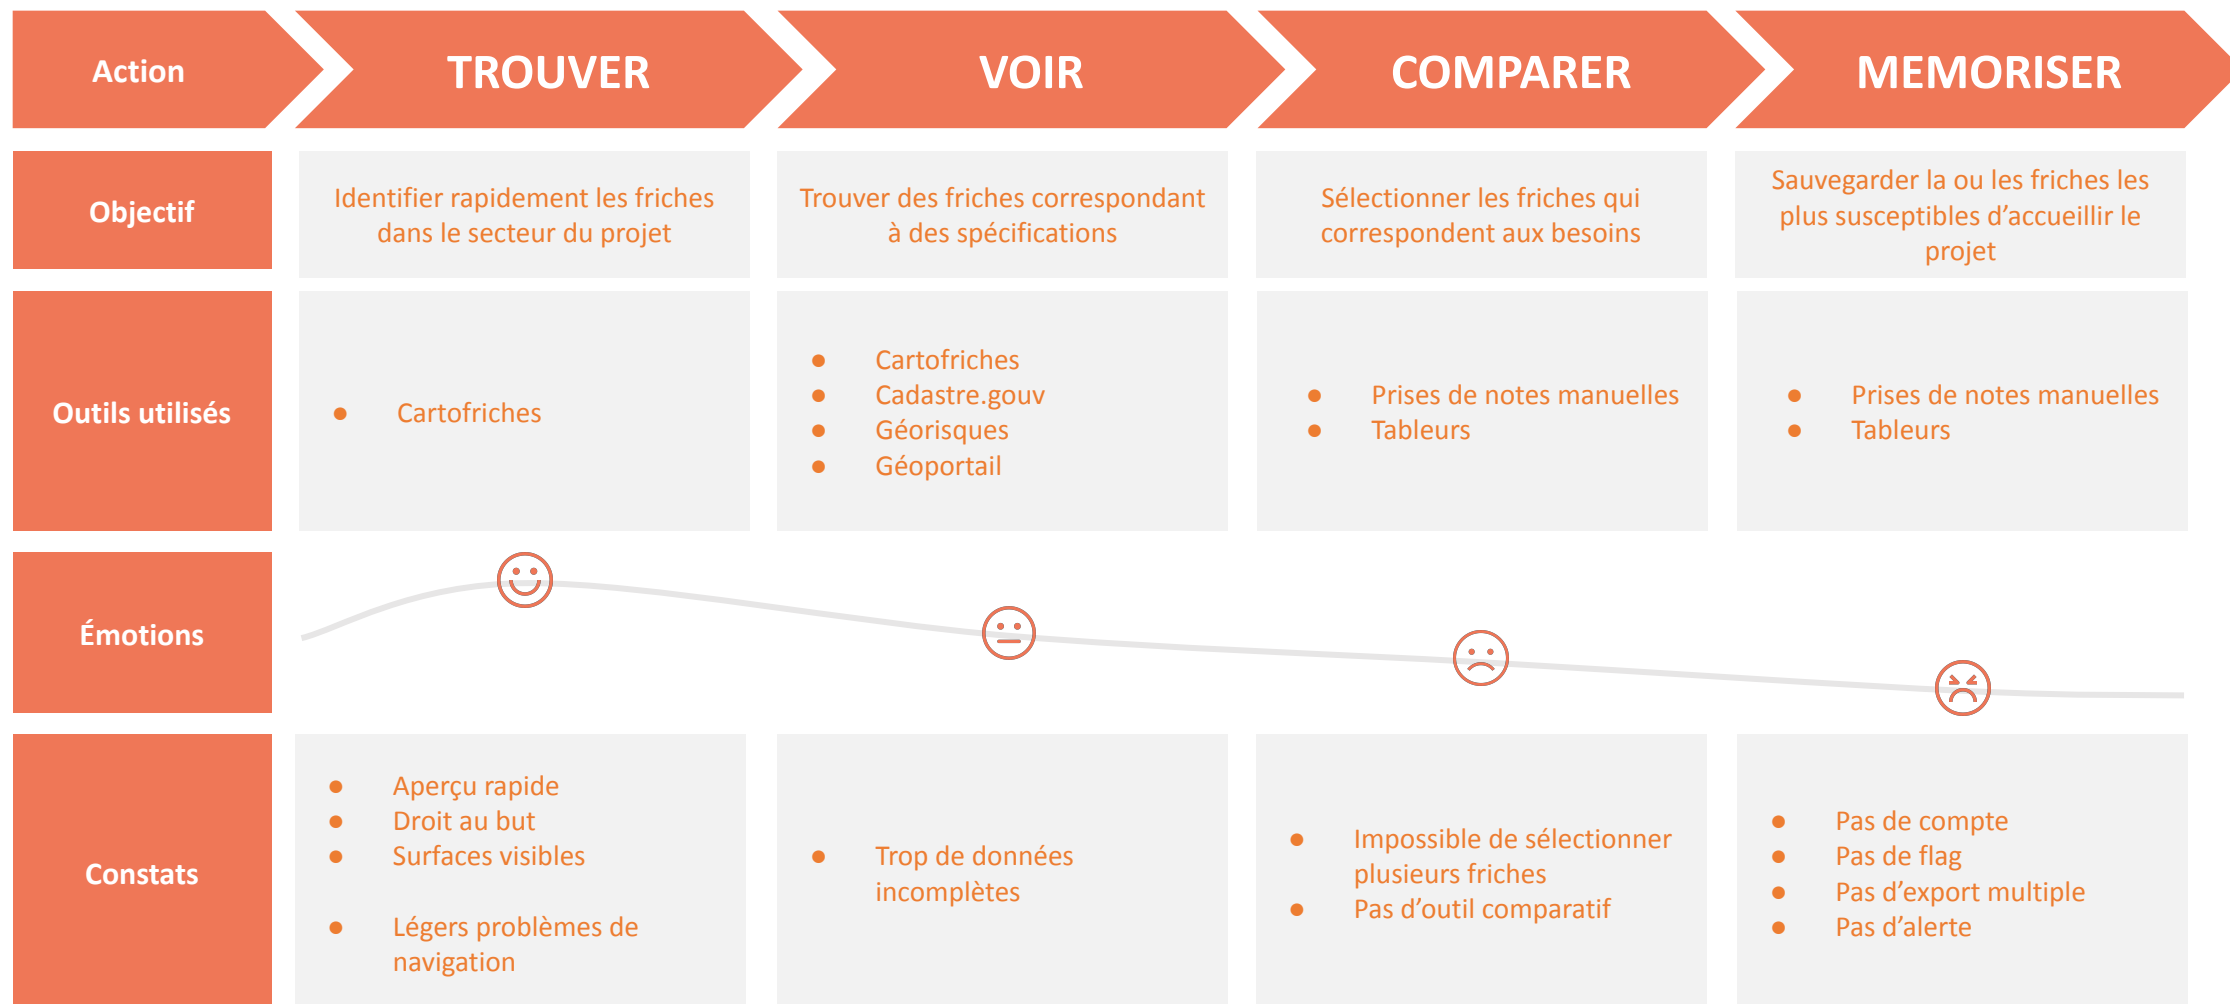 Action
TROUVER
VOIR
COMPARER
MEMORISER
Objectif
Identifier rapidement les friches
dans le secteur du projet
Trouver des friches correspondant
à des spécifications
Sélectionner les friches qui
correspondent aux besoins
Sauvegarder la ou les friches les
plus susceptibles d’accueillir le
projet
Outils utilisés
● Cartofriches
● Cartofriches
● Cadastre.gouv
● Géorisques
● Géoportail
● Prises de notes manuelles
● Tableurs
● Prises de notes manuelles
● Tableurs
Émotions
Constats
● Aperçu rapide
● Droit au but
● Surfaces visibles
● Légers problèmes de
navigation
● Trop de données
incomplètes
● Impossible de sélectionner
plusieurs friches
● Pas d’outil comparatif
● Pas de compte
● Pas de flag
● Pas d’export multiple
● Pas d’alerte